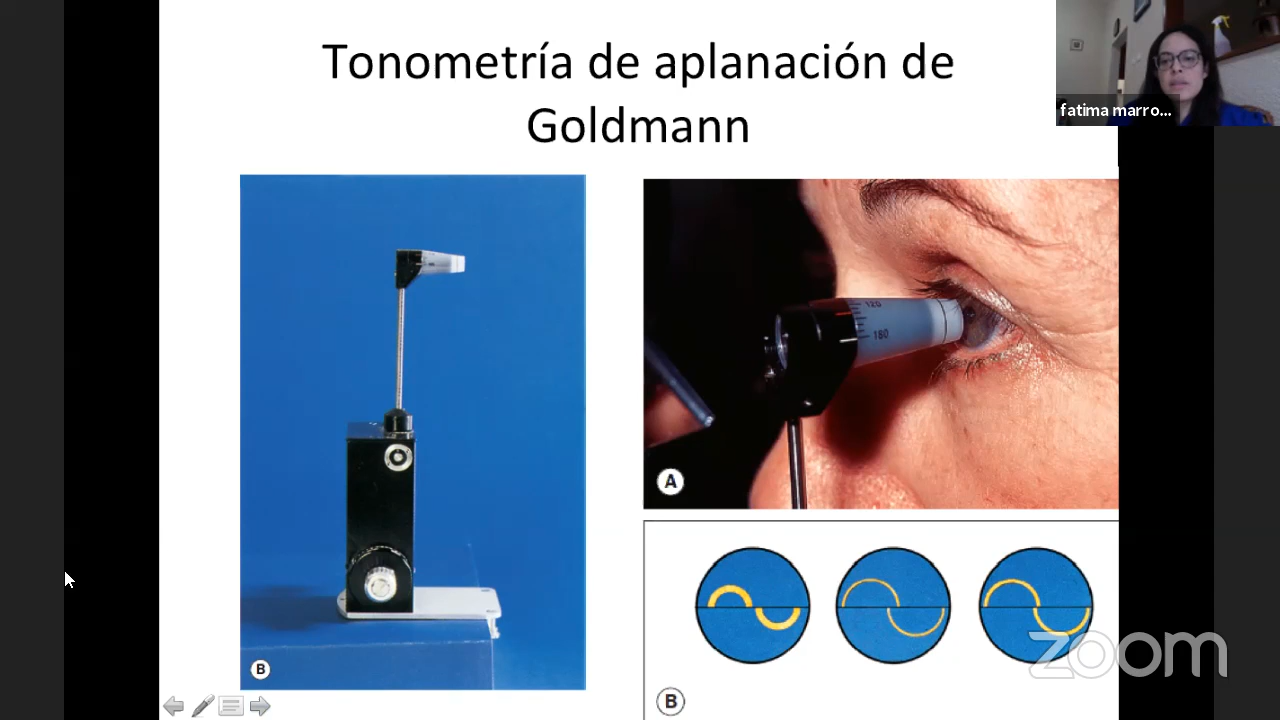 Tonometría de aplanación de
Goldmann
fatima marro...
120
180
A
B
B
zoom